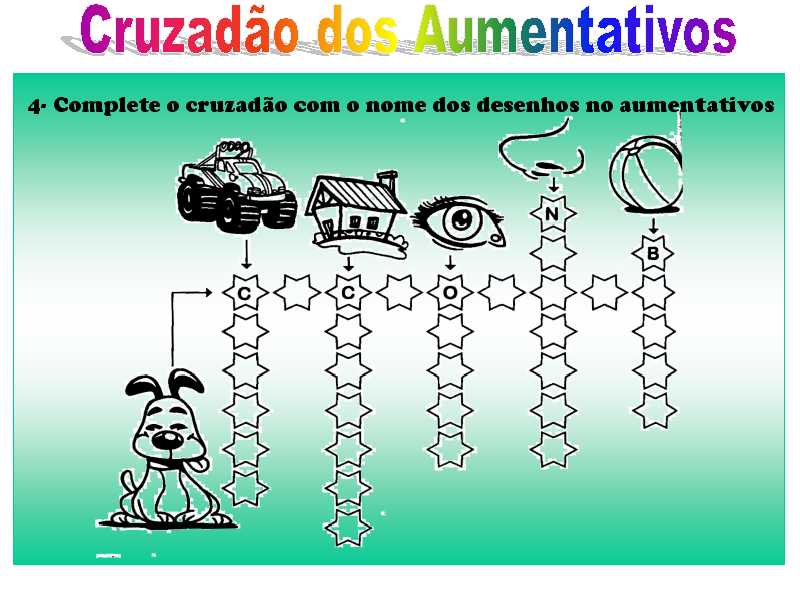 Cruzadão dos Aumentativos
4- Complete o cruzadão com o nome dos desenhos no aumentativos
N
B
C C O